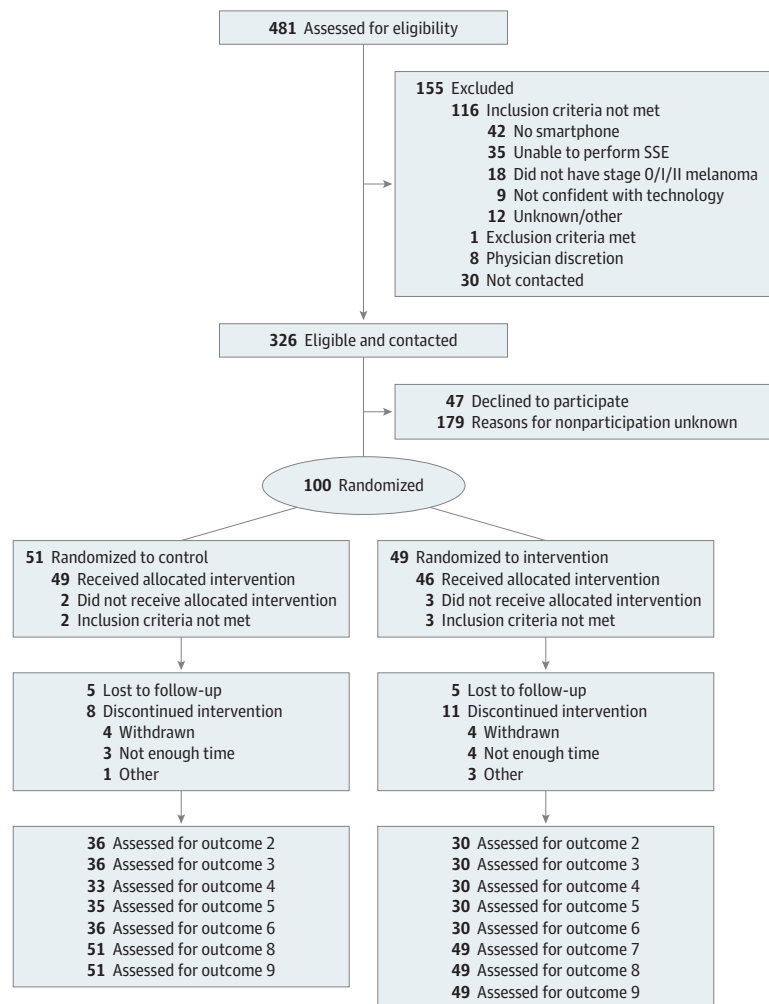 481 Assessed for eligibility
155 Excluded
116 Inclusion criteria not met
42 No smartphone
35 Unable to perform SSE
18 Did not have stage 0/I/II melanoma
9 Not confident with technology
12 Unknown/other
1 Exclusion criteria met
8 Physician discretion
30 Not contacted
326 Eligible and contacted
47 Declined to participate
179 Reasons for nonparticipation unknown
100 Randomized
51 Randomized to control
49 Received allocated intervention
2 Did not receive allocated intervention
2 Inclusion criteria not met
49 Randomized to intervention
46 Received allocated intervention
3 Did not receive allocated intervention
3 Inclusion criteria not met
5 Lost to follow-up
8 Discontinued intervention
4 Withdrawn
3 Not enough time
1 Other
5 Lost to follow-up
11 Discontinued intervention
4 Withdrawn
4 Not enough time
3 Other
36 Assessed for outcome 2
36 Assessed for outcome 3
33 Assessed for outcome 4
35 Assessed for outcome 5
36 Assessed for outcome 6
51 Assessed for outcome 8
51 Assessed for outcome 9
30 Assessed for outcome 2
30 Assessed for outcome 3
30 Assessed for outcome 4
30 Assessed for outcome 5
30 Assessed for outcome 6
49 Assessed for outcome 7
49 Assessed for outcome 8
49 Assessed for outcome 9